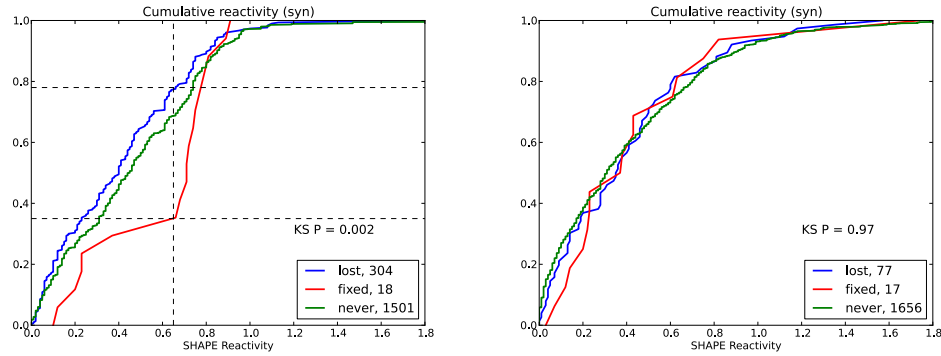 Cumulative reactivity (syn)
1.0
0.8
0.6
0.4
0.2
0.0
KS P = 0.002
lost, 304
fixed, 18
never, 1501
0.0 0.2 0.4 0.6 0.8 1.0 1.2 1.4 1.6 1.8
SHAPE Reactivity
Cumulative reactivity (syn)
1.0
0.8
0.6
0.4
0.2
0.0
KS P = 0.97
lost, 77
fixed, 17
never, 1656
0.0 0.2 0.4 0.6 0.8 1.0 1.2 1.4 1.6 1.8
SHAPE Reactivity